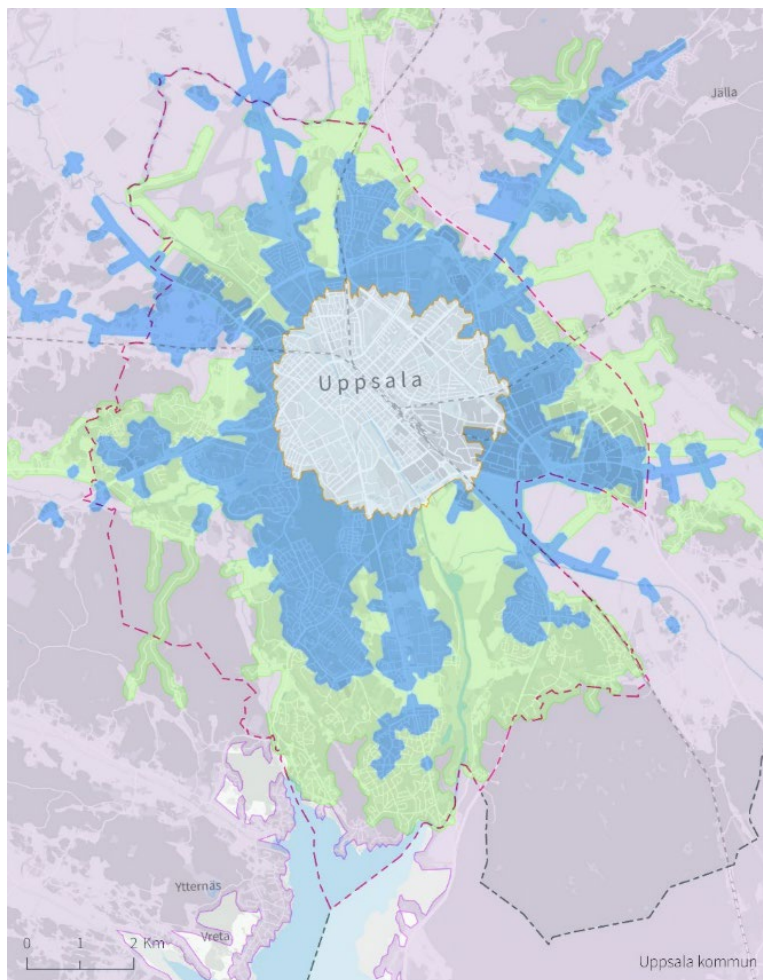 Jälla
Uppsala
Ytternäs
Vreta
0 1 2 Km
Uppsala kommun